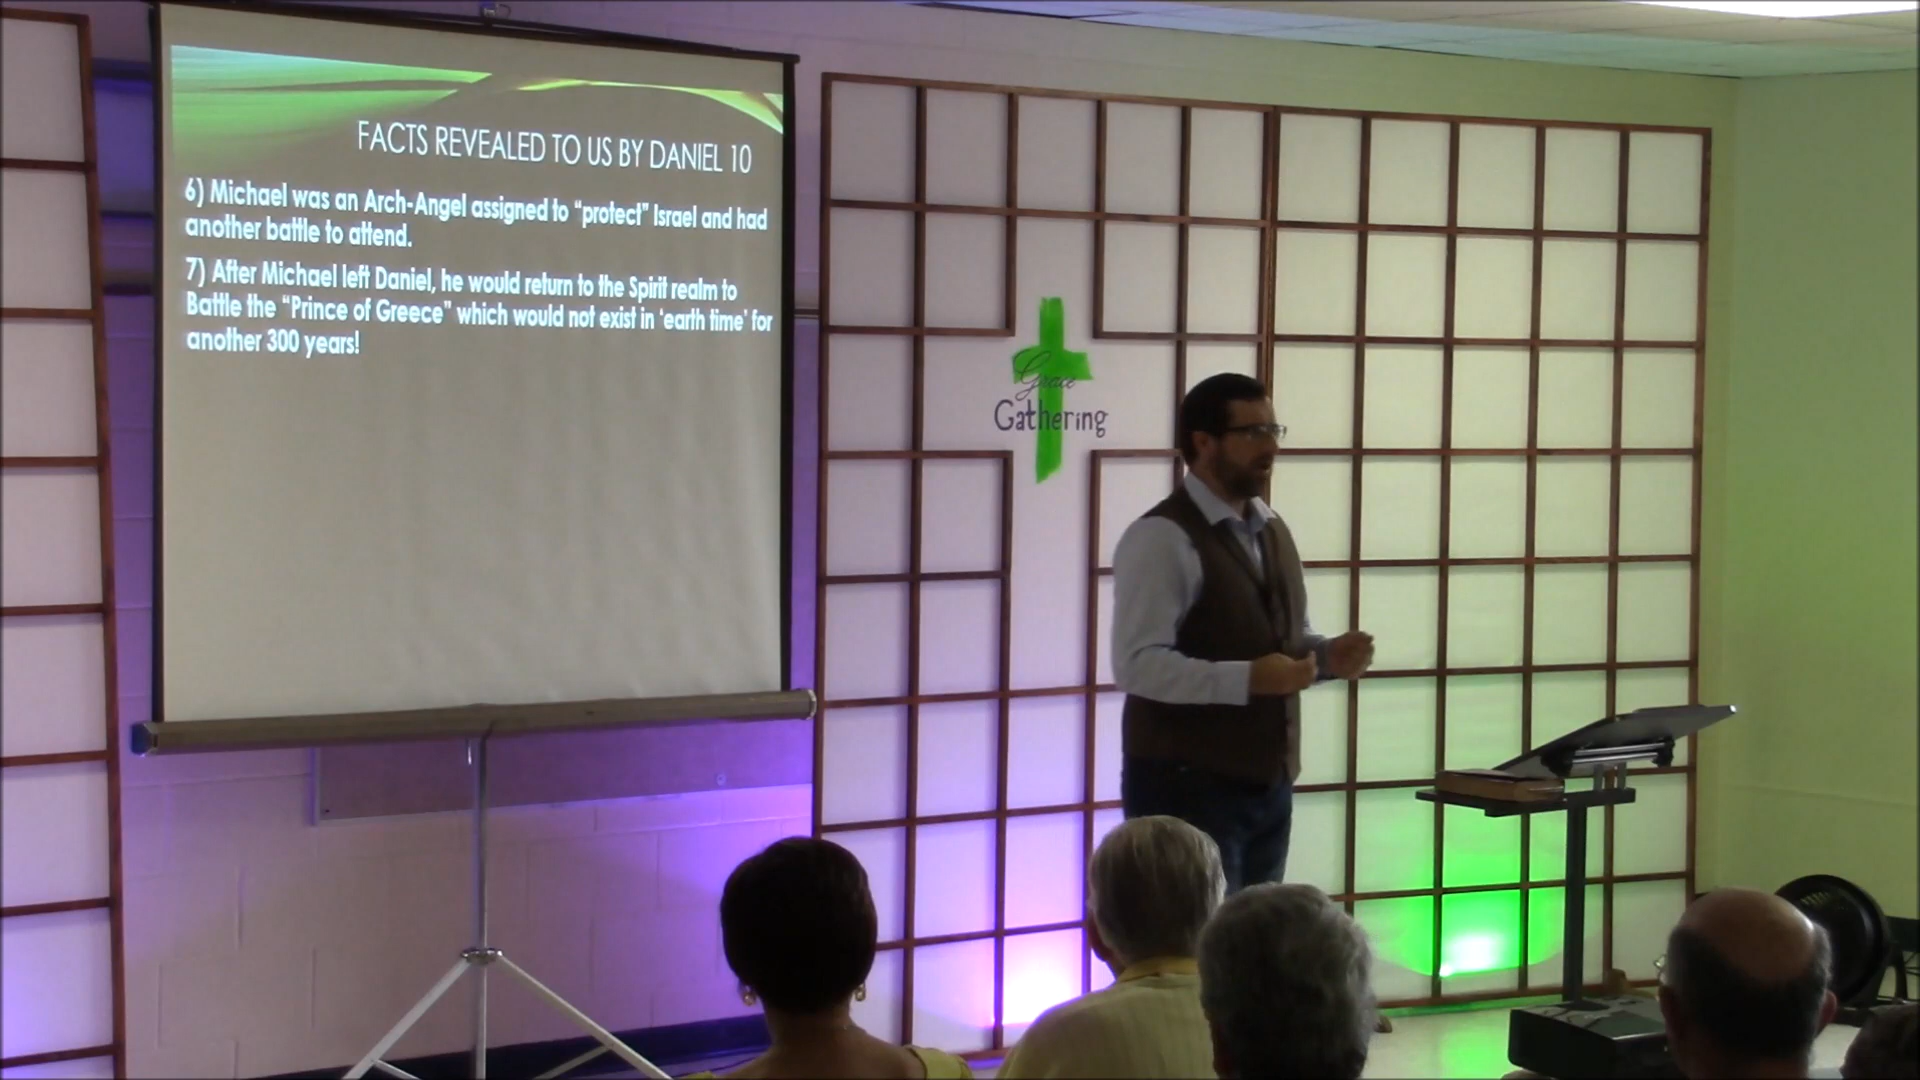 FACTS REVEALED TO US BY DANIEL 10
6) Michael was an Arch-Angel assigned to “protect” Israel and had
another battle to attend.
7) After Michael left Daniel, he would return to the Spirit realm to
Battle the “Prince of Greece” which would not exist in ‘earth time’ for
another 300 years!
Grace
Gathering